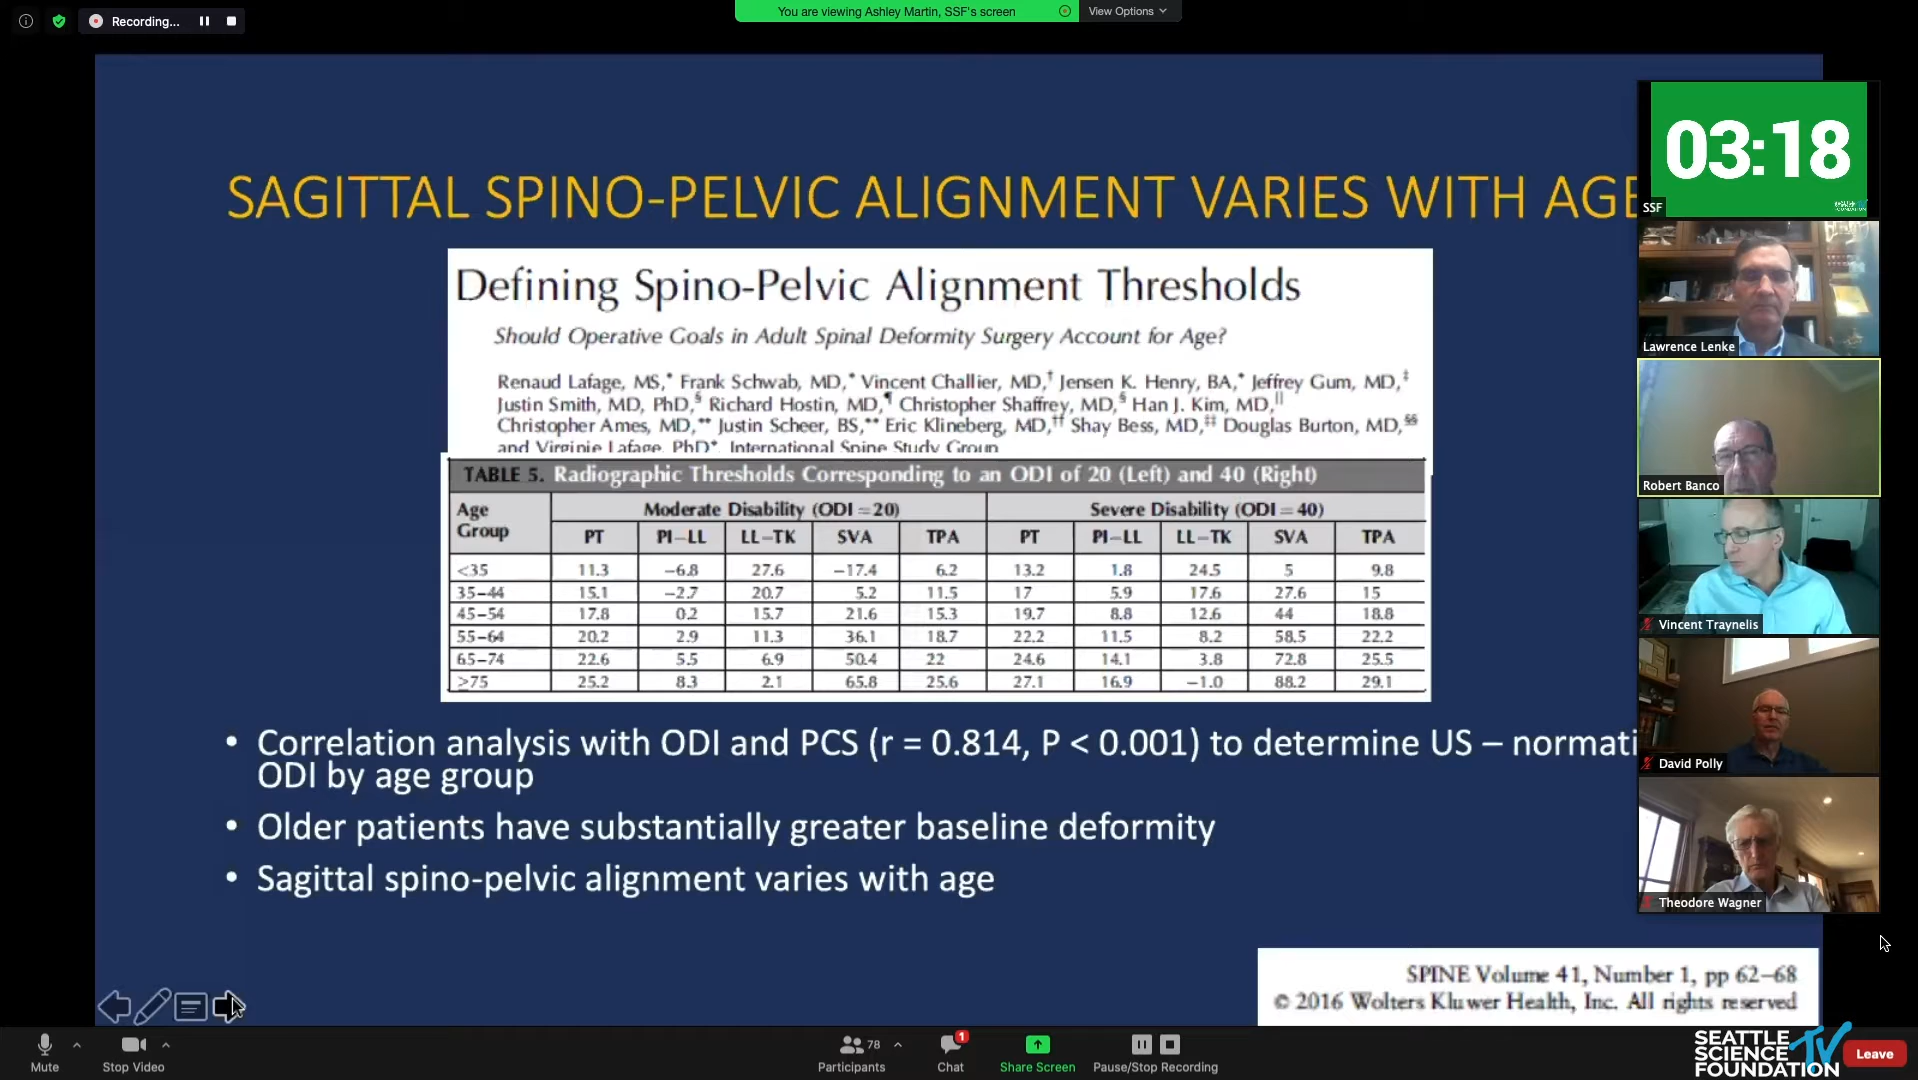 Recording...
You are viewing Ashley Martin, SSF's screen
View Options
SAGITTAL SPINO-PELVIC ALIGNMENT VARIES WITH AGE
Defining Spino-Pelvic Alignment Thresholds
Should Operative Goals in Adult Spinal Deformity Surgery Account for Age?
Renaud Lafage, MS,* Frank Schwab, MD,* Vincent Challier, MD,† Jensen K. Henry, BA,* Jeffrey Gum, MD,‡
Justin Smith, MD, PhD,§ Richard Hostin, MD,¶ Christopher Shaffrey, MD,§ Han J. Kim, MD,||
Christopher Ames, MD,** Justin Scheer, BS,** Eric Klineberg, MD,†† Shay Bess, MD,‡‡ Douglas Burton, MD,§§
and Virginie Lafage, PhD*, International Spine Study Group
TABLE 5. Radiographic Thresholds Corresponding to an ODI of 20 (Left) and 40 (Right)
Age Group Moderate Disability (ODI = 20) Severe Disability (ODI = 40)
PT PI–LL LL–TK SVA TPA PT PI–LL LL–TK SVA TPA
<35 11.3 −6.8 27.6 −17.4 6.2 13.2 1.8 24.5 5 9.8
35–44 15.1 −2.7 20.7 5.2 11.5 17 5.9 17.6 27.6 15
45–54 17.8 0.2 15.7 21.6 15.3 19.7 8.8 12.6 44 18.8
55–64 20.2 2.9 11.3 36.1 18.7 22.2 11.5 8.2 58.5 22.2
65–74 22.6 5.5 6.9 50.4 22 24.6 14.1 3.8 72.8 25.5
≥75 25.2 8.3 2.1 65.8 25.6 27.1 16.9 −1.0 88.2 29.1
• Correlation analysis with ODI and PCS (r = 0.814, P < 0.001) to determine US – normati
ODI by age group
• Older patients have substantially greater baseline deformity
• Sagittal spino-pelvic alignment varies with age
SPINE Volume 41, Number 1, pp 62–68
© 2016 Wolters Kluwer Health, Inc. All rights reserved
03:18
SSF
Lawrence Lenke
Robert Banco
Vincent Traynelis
David Polly
Theodore Wagner
Mute
Stop Video
78
Participants
1
Chat
Share Screen
Pause/Stop Recording
SEATTLE
SCIENCE TV
FOUNDATION
Leave